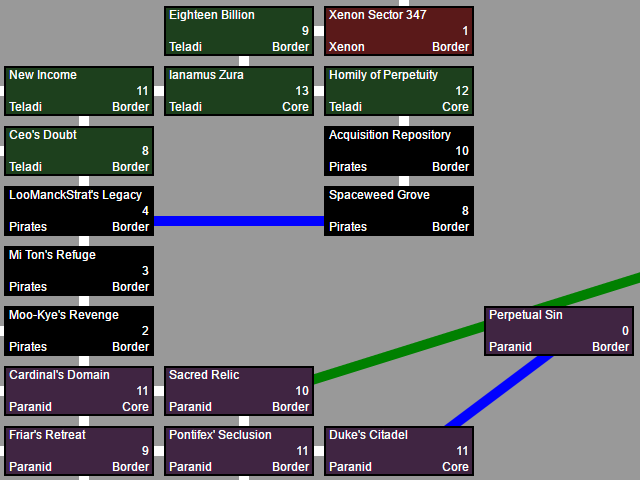 Eighteen Billion
9
Teladi Border
Xenon Sector 347
1
Xenon Border
New Income
11
Teladi Border
Ianamus Zura
13
Teladi Core
Homily of Perpetuity
12
Teladi Core
Ceo's Doubt
8
Teladi Border
Acquisition Repository
10
Pirates Border
LooManckStrat's Legacy
4
Pirates Border
Spaceweed Grove
8
Pirates Border
Mi Ton's Refuge
3
Pirates Border
Moo-Kye's Revenge
2
Pirates Border
Perpetual Sin
0
Paranid Border
Cardinal's Domain
11
Paranid Core
Sacred Relic
10
Paranid Border
Friar's Retreat
9
Paranid Border
Pontifex' Seclusion
11
Paranid Border
Duke's Citadel
11
Paranid Core